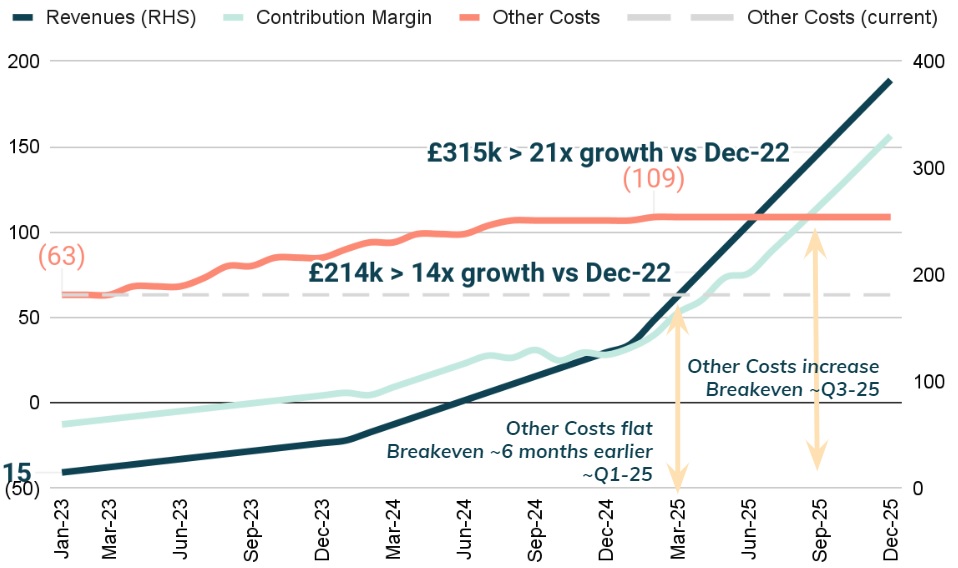 Revenues (RHS) Contribution Margin Other Costs Other Costs (current)
200 400
150 300
£315k > 21x growth vs Dec-22
(109)
100 200
(63)
£214k > 14x growth vs Dec-22
50 100
Other Costs increase
Breakeven ~Q3-25
0
Other Costs flat
Breakeven ~6 months earlier
~Q1-25
15
(50) 0
Jan-23 Mar-23 Jun-23 Sep-23 Dec-23 Mar-24 Jun-24 Sep-24 Dec-24 Mar-25 Jun-25 Sep-25 Dec-25